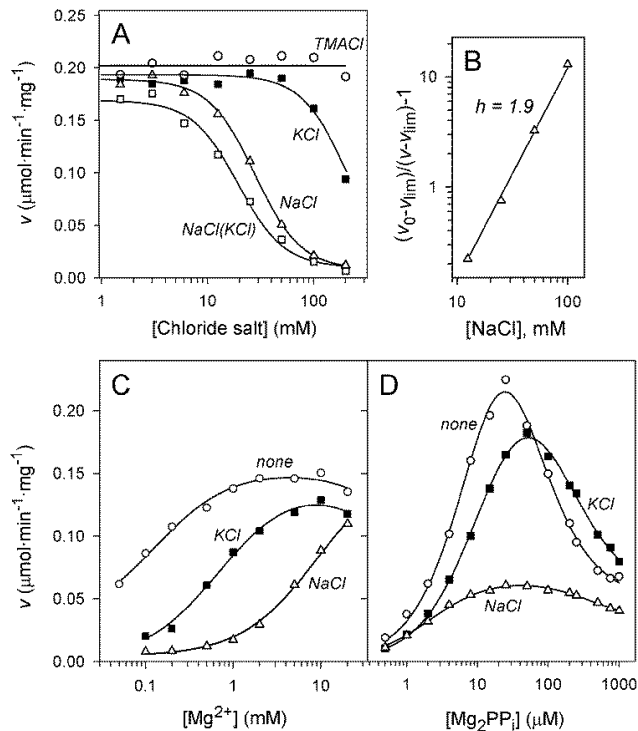 A
TMACl
KCl
NaCl
NaCl(KCl)
0.25
0.20
0.15
0.10
0.05
0.00
v (μmol·min⁻¹·mg⁻¹)
1
10
100
[Chloride salt] (mM)
B
h = 1.9
10
1
(v₀-vₗᵢₘ)/(v-vₗᵢₘ)-1
10
100
[NaCl], mM
C
none
KCl
NaCl
0.20
0.15
0.10
0.05
0.00
v (μmol·min⁻¹·mg⁻¹)
0.1
1
10
[Mg²⁺] (mM)
D
none
KCl
NaCl
1
10
100
1000
[Mg₂PPᵢ] (μM)